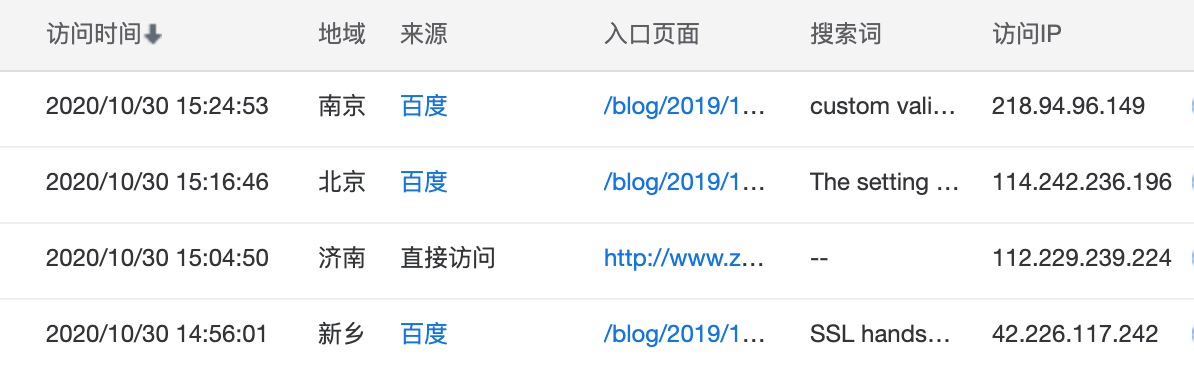 访问时间 地域 来源 入口页面 搜索词 访问IP
2020/10/30 15:24:53 南京 百度 /blog/2019/1... custom vali... 218.94.96.149
2020/10/30 15:16:46 北京 百度 /blog/2019/1... The setting ... 114.242.236.196
2020/10/30 15:04:50 济南 直接访问 http://www.z... -- 112.229.239.224
2020/10/30 14:56:01 新乡 百度 /blog/2019/1... SSL hands... 42.226.117.242